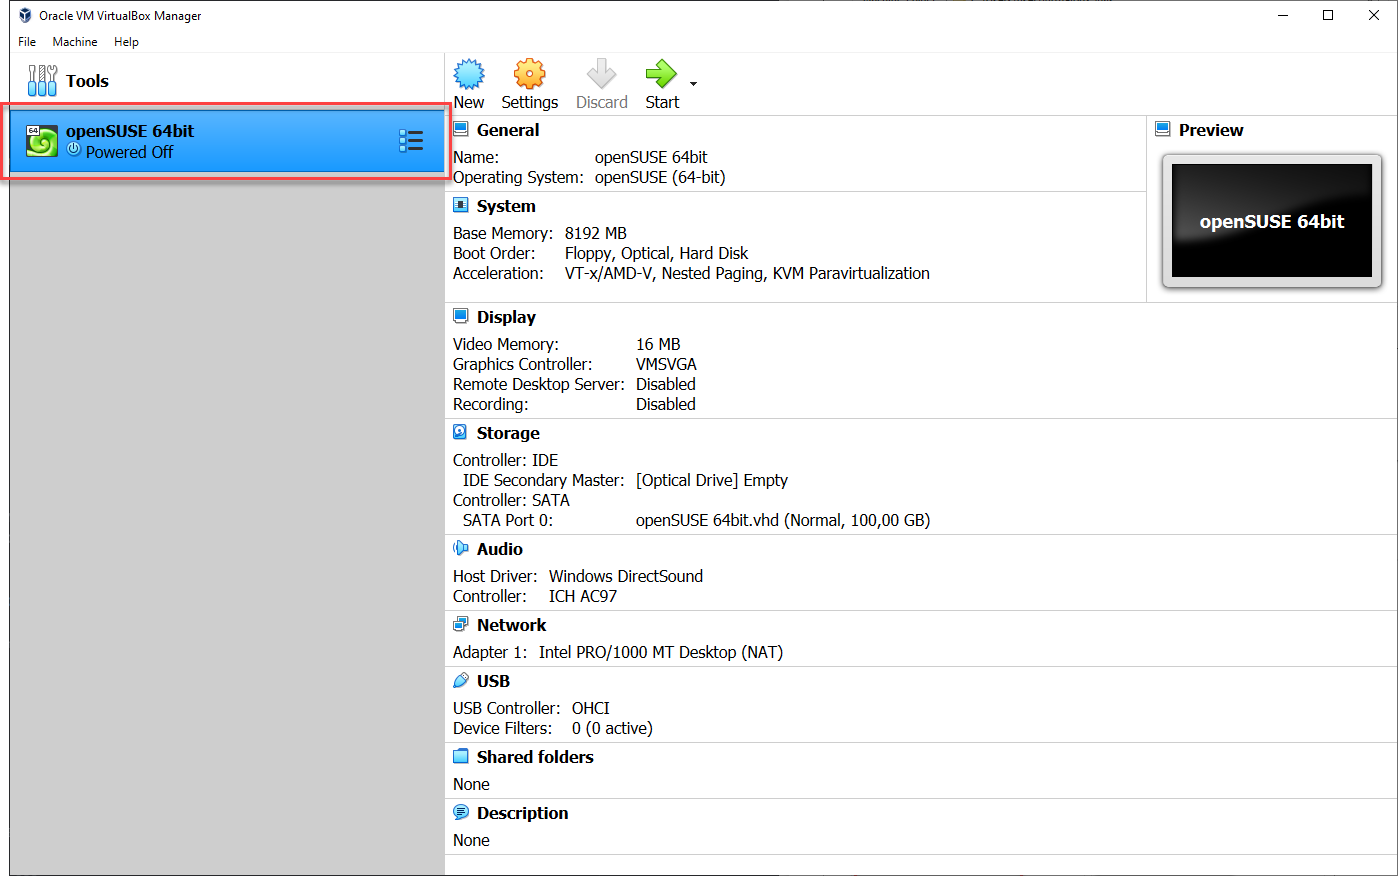 Oracle VM VirtualBox Manager
File Machine Help
Tools
64
openSUSE 64bit
Powered Off
New Settings Discard Start
General
Name: openSUSE 64bit
Operating System: openSUSE (64-bit)
Preview
openSUSE 64bit
System
Base Memory: 8192 MB
Boot Order: Floppy, Optical, Hard Disk
Acceleration: VT-x/AMD-V, Nested Paging, KVM Paravirtualization
Display
Video Memory: 16 MB
Graphics Controller: VMSVGA
Remote Desktop Server: Disabled
Recording: Disabled
Storage
Controller: IDE
IDE Secondary Master: [Optical Drive] Empty
Controller: SATA
SATA Port 0: openSUSE 64bit.vhd (Normal, 100,00 GB)
Audio
Host Driver: Windows DirectSound
Controller: ICH AC97
Network
Adapter 1: Intel PRO/1000 MT Desktop (NAT)
USB
USB Controller: OHCI
Device Filters: 0 (0 active)
Shared folders
None
Description
None